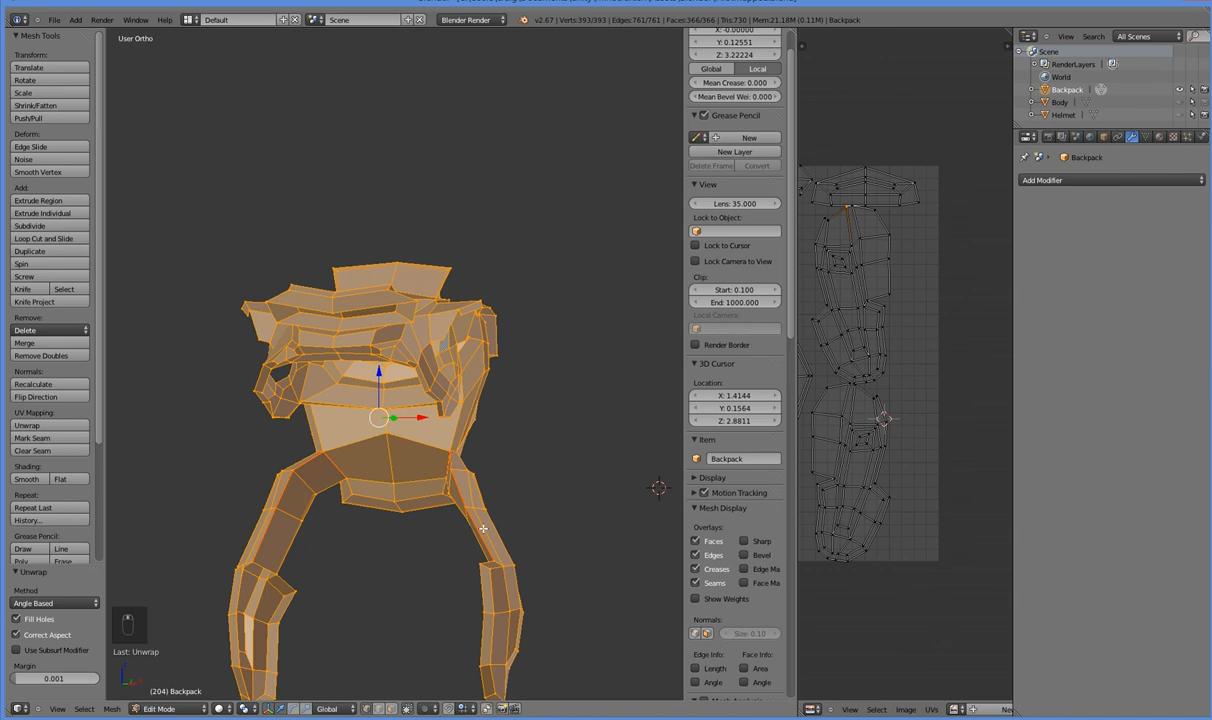 File Add Render Window Help Default Scene Blender Render v2.67 | Verts:393/393 | Edges:761/761 | Faces:366/366 | Tris:730 | Mem:21.18M (0.11M) | Backpack
Mesh Tools
Transform:
Translate
Rotate
Scale
Shrink/Fatten
Push/Pull
Deform:
Edge Slide
Noise
Smooth Vertex
Add:
Extrude Region
Extrude Individual
Subdivide
Loop Cut and Slide
Duplicate
Spin
Screw
Knife Select
Knife Project
Remove:
Delete
Merge
Remove Doubles
Normals:
Recalculate
Flip Direction
UV Mapping:
Unwrap
Mark Seam
Clear Seam
Shading:
Smooth Flat
Repeat:
Repeat Last
History...
Grease Pencil:
Draw Line
Poly Erase
Unwrap
Method
Angle Based
Fill Holes
Correct Aspect
Use Subsurf Modifier
Margin
0.001
User Ortho
Last: Unwrap
(204) Backpack
View Select Mesh Edit Mode Global
X: -0.00000
Y: 0.12551
Z: 3.22224
Global Local
Mean Crease: 0.000
Mean Bevel Wei: 0.000
Grease Pencil
New
New Layer
Delete Frame Convert
View
Lens: 35.000
Lock to Object:
Lock to Cursor
Lock Camera to View
Clip:
Start: 0.100
End: 1000.000
Local Camera:
Render Border
3D Cursor
Location:
X: 1.4144
Y: 0.1564
Z: 2.8811
Item
Backpack
Display
Motion Tracking
Mesh Display
Overlays:
Faces Sharp
Edges Bevel
Creases Edge Ma
Seams Face Ma
Show Weights
Normals:
Size: 0.10
Edge Info: Face Info:
Length Area
Angle Angle
View Select Image UVs
View Search All Scenes
Scene
RenderLayers
World
Backpack
Body
Helmet
Backpack
Add Modifier